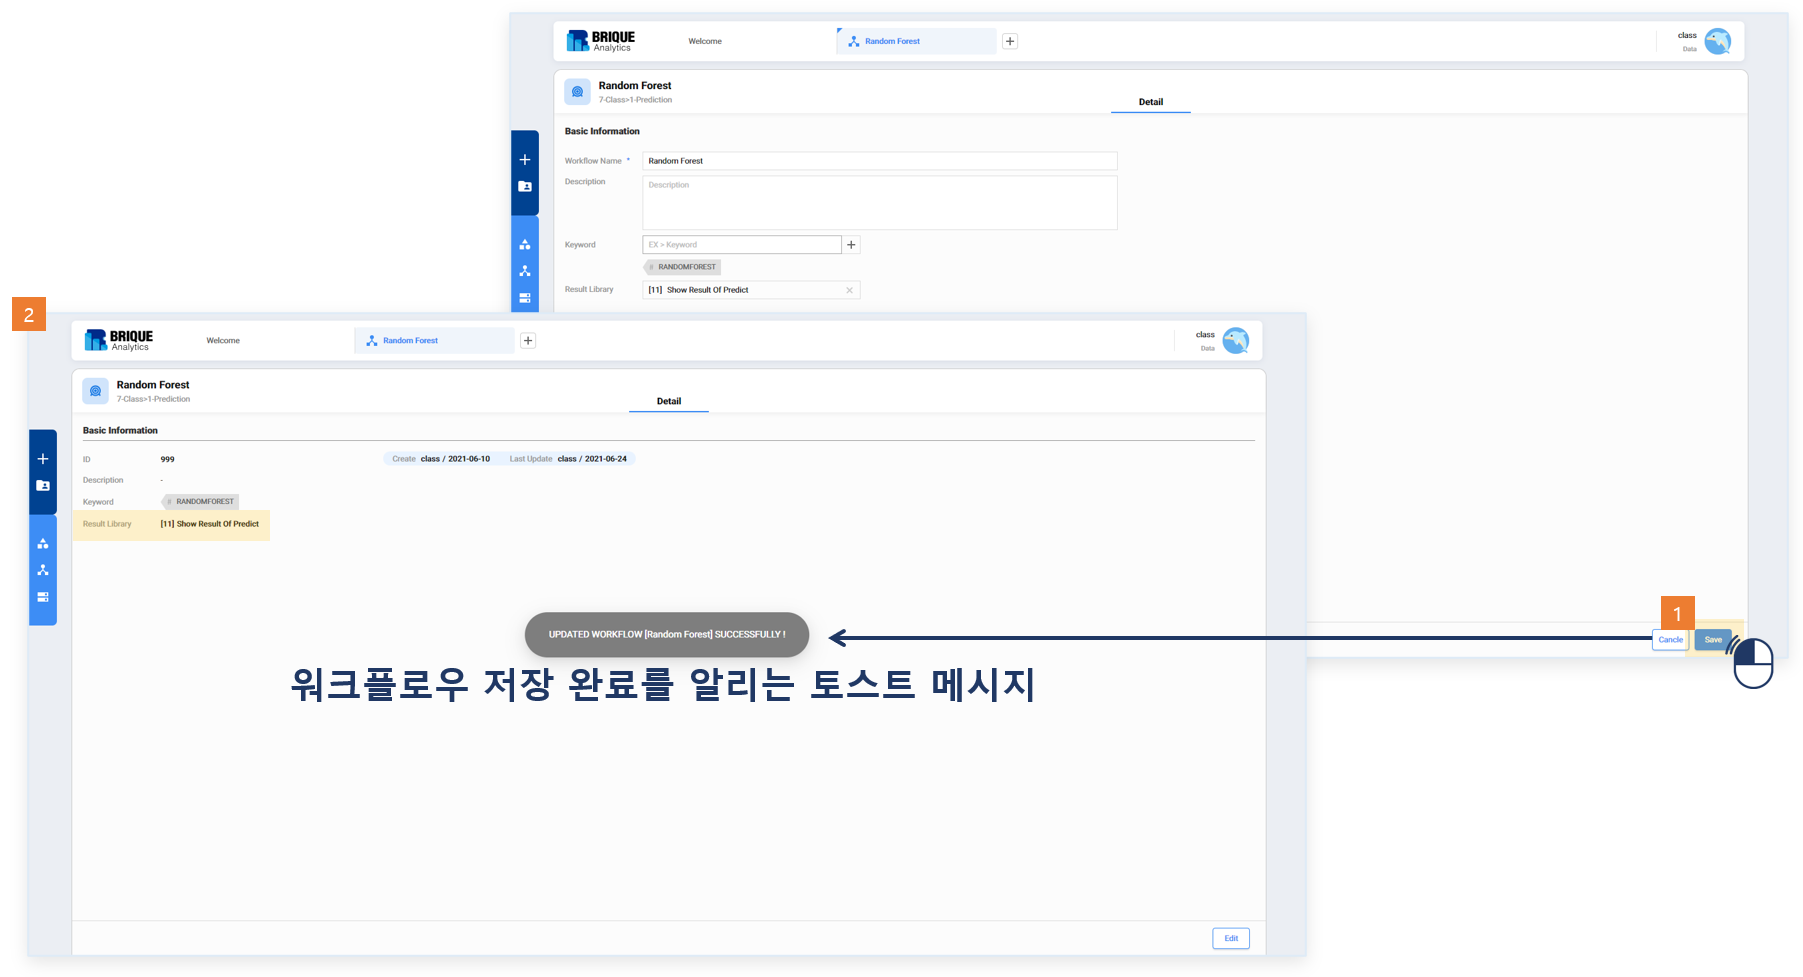 BRIQUE
Analytics
Welcome
Random Forest
+
class
Data
Random Forest
7-Class>1-Prediction
Detail
Basic Information
Workflow Name *
Random Forest
Description
Description
Keyword
EX > Keyword
+
# RANDOMFOREST
Result Library
[11] Show Result Of Predict
1
Cancle
Save
2
BRIQUE
Analytics
Welcome
Random Forest
+
class
Data
Random Forest
7-Class>1-Prediction
Detail
Basic Information
ID
999
Create class / 2021-06-10
Last Update class / 2021-06-24
Description
-
Keyword
# RANDOMFOREST
Result Library
[11] Show Result Of Predict
UPDATED WORKFLOW [Random Forest] SUCCESSFULLY !
워크플로우 저장 완료를 알리는 토스트 메시지
Edit